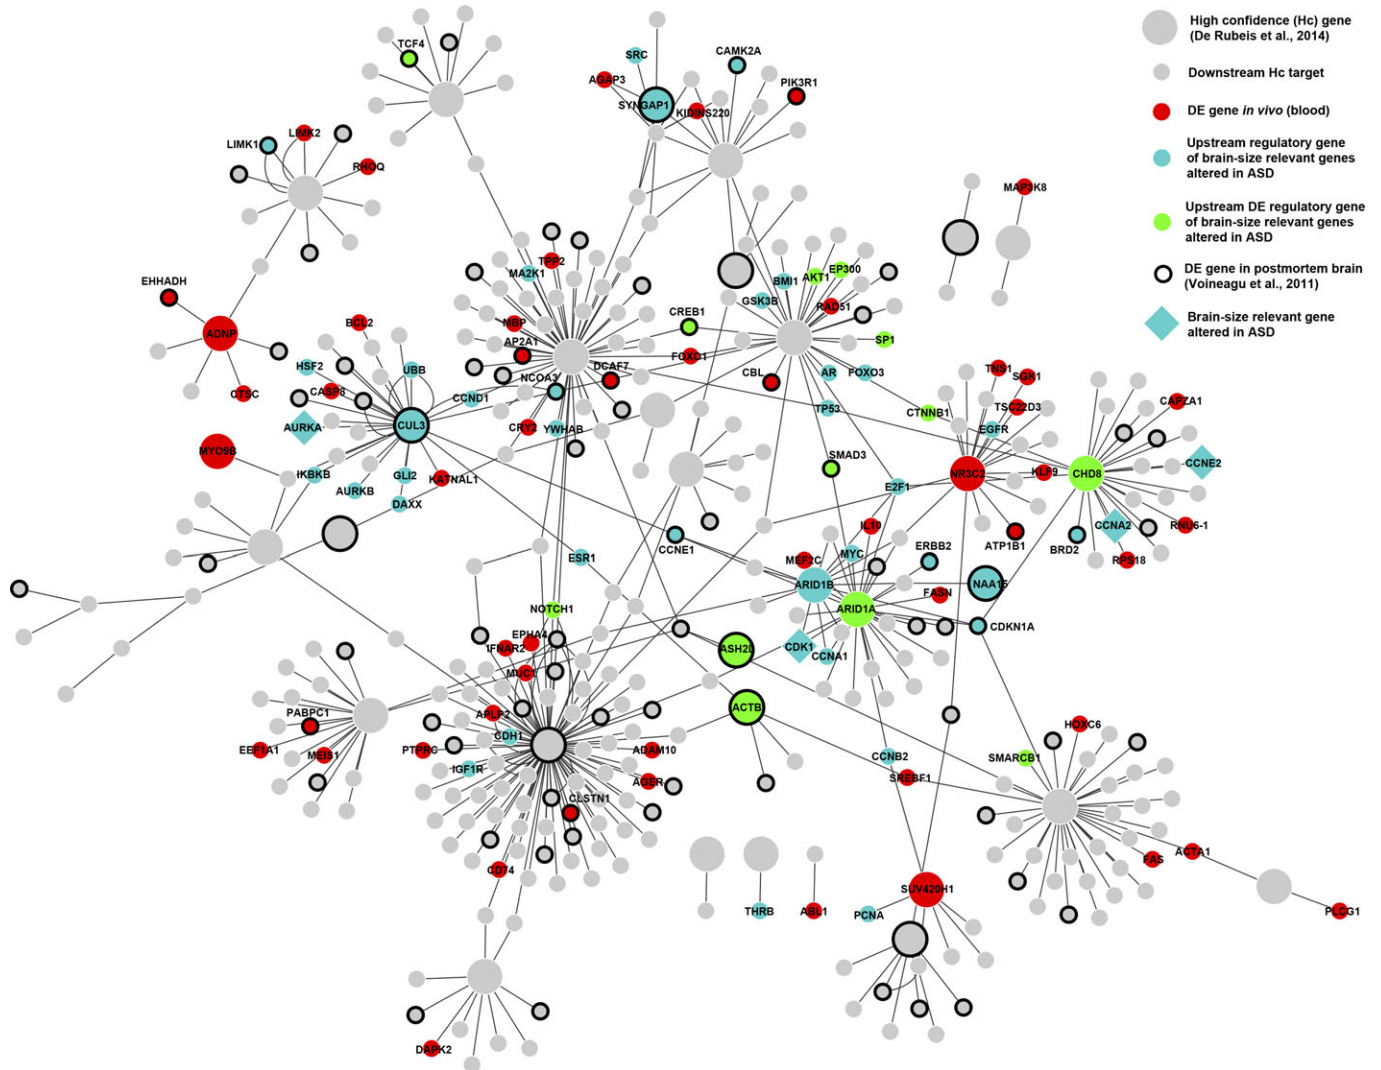 High confidence (Hc) gene
(De Rubeis et al., 2014)
Downstream Hc target
DE gene in vivo (blood)
Upstream regulatory gene
of brain-size relevant genes
altered in ASD
Upstream DE regulatory gene
of brain-size relevant genes
altered in ASD
DE gene in postmortem brain
(Voineagu et al., 2011)
Brain-size relevant gene
altered in ASD
TCF4
SRC
CAMK2A
AGAP3
PIK3R1
SYNGAP1
KIDINS220
LIMK1
LIMK2
RHOQ
MAP3K8
EHHADH
ADNP
CTSC
TPP2
MA2K1
BMI1
AKT1
EP300
GSK3B
RAD51
CREB1
SP1
BCL2
MBP
AP2A1
FOXO1
HSF2
UBB
DCAF7
CBL
AR
FOXO3
CASP8
NCOA3
CCND1
TP53
CTNNB1
TNS1
SGK1
TSC22D3
EGFR
CAPZA1
AURKA
CUL3
CRY2
YWHAB
MYO9B
SMAD3
NR3C2
KLF9
CHD8
CCNE2
IKBKB
GLI2
KATNAL1
AURKB
DAXX
E2F1
IL10
ATP1B1
BRD2
CCNA2
RNU6-1
RPS18
CCNE1
ESR1
MEF2C
MYC
ERBB2
ARID1B
NAA15
FASN
ARID1A
NOTCH1
CDKN1A
EPHA4
IFNAR2
ASH2L
CDK1
CCNA1
MUC1
PABPC1
APLP2
ACTB
HOXC6
EEF1A1
MEIS1
PTPRC
CDH1
ADAM10
IGF1R
AGER
CCNB2
SREBF1
SMARCB1
CLSTN1
CD74
FAS
ACTA1
THRB
ABL1
SUV420H1
PCNA
PLCG1
DAPK2